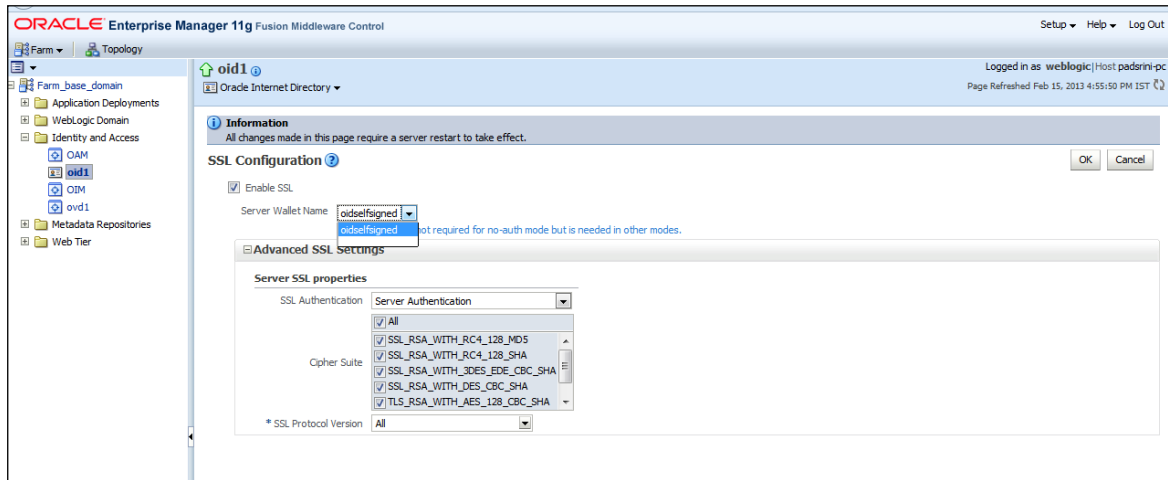 ORACLE Enterprise Manager 11g Fusion Middleware Control
Setup Help Log Out
Farm Topology
Farm_base_domain
Application Deployments
WebLogic Domain
Identity and Access
OAM
oid1
OIM
ovd1
Metadata Repositories
Web Tier
oid1
Oracle Internet Directory
Logged in as weblogic|Host padsrini-pc
Page Refreshed Feb 15, 2013 4:55:50 PM IST
Information
All changes made in this page require a server restart to take effect.
SSL Configuration
OK Cancel
Enable SSL
Server Wallet Name oidselfsigned
oidselfsigned
not required for no-auth mode but is needed in other modes.
Advanced SSL Settings
Server SSL properties
SSL Authentication Server Authentication
All
Cipher Suite
SSL_RSA_WITH_RC4_128_MD5
SSL_RSA_WITH_RC4_128_SHA
SSL_RSA_WITH_3DES_EDE_CBC_SHA
SSL_RSA_WITH_DES_CBC_SHA
TLS_RSA_WITH_AES_128_CBC_SHA
* SSL Protocol Version All